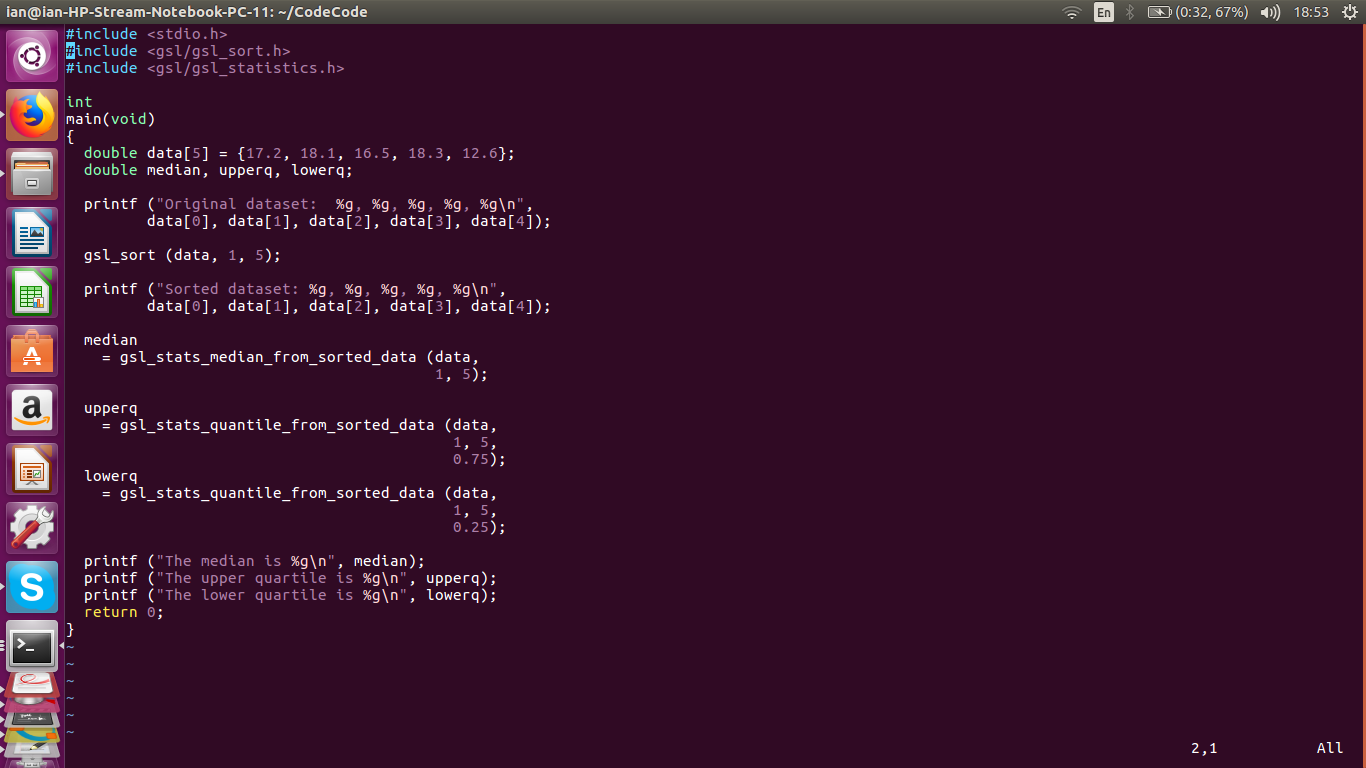 ian@ian-HP-Stream-Notebook-PC-11: ~/CodeCode
En
(0:32, 67%)
18:53
#include <stdio.h>
#include <gsl/gsl_sort.h>
#include <gsl/gsl_statistics.h>

int
main(void)
{
  double data[5] = {17.2, 18.1, 16.5, 18.3, 12.6};
  double median, upperq, lowerq;

  printf ("Original dataset:  %g, %g, %g, %g, %g\n",
         data[0], data[1], data[2], data[3], data[4]);

  gsl_sort (data, 1, 5);

  printf ("Sorted dataset: %g, %g, %g, %g, %g\n",
         data[0], data[1], data[2], data[3], data[4]);

  median
    = gsl_stats_median_from_sorted_data (data,
                                         1, 5);

  upperq
    = gsl_stats_quantile_from_sorted_data (data,
                                           1, 5,
                                           0.75);
  lowerq
    = gsl_stats_quantile_from_sorted_data (data,
                                           1, 5,
                                           0.25);

  printf ("The median is %g\n", median);
  printf ("The upper quartile is %g\n", upperq);
  printf ("The lower quartile is %g\n", lowerq);
  return 0;
}
~
~
~
~
~
~
2,1
All
A
a
S
>_